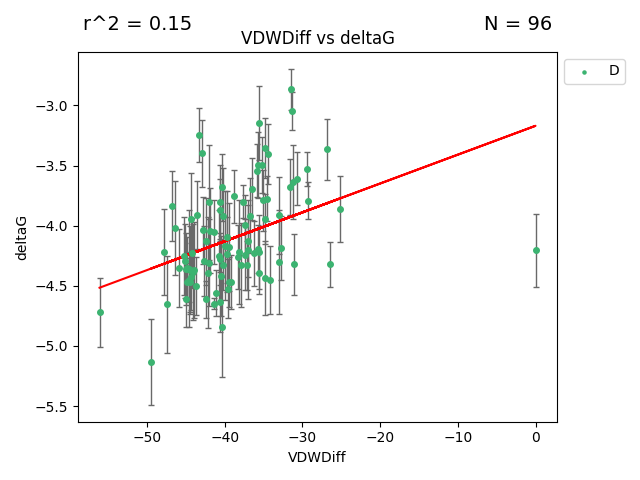 r^2 = 0.15
N = 96
VDWDiff vs deltaG
D
−3.0
−3.5
−4.0
−4.5
−5.0
−5.5
deltaG
−50
−40
−30
−20
−10
0
VDWDiff